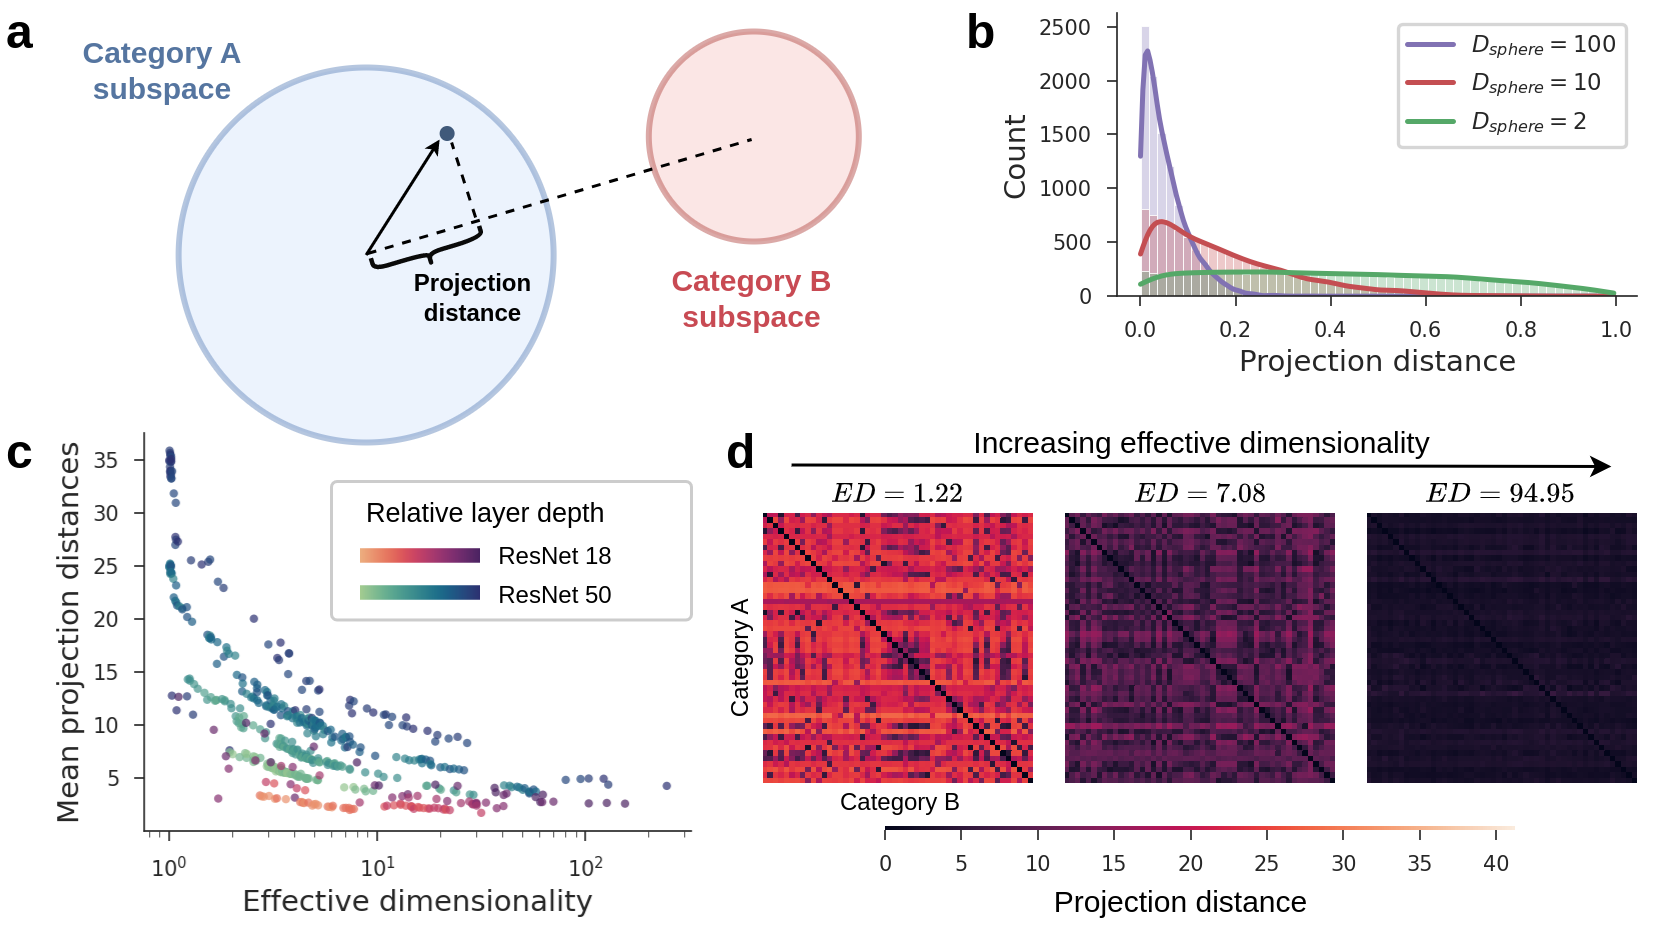 a
Category A
subspace
Projection
distance
Category B
subspace
b
Count
2500
2000
1500
1000
500
0
D_sphere = 100
D_sphere = 10
D_sphere = 2
0.0 0.2 0.4 0.6 0.8 1.0
Projection distance
c
Mean projection distances
35
30
25
20
15
10
5
Relative layer depth
ResNet 18
ResNet 50
10^0 10^1 10^2
Effective dimensionality
d
Increasing effective dimensionality
ED = 1.22 ED = 7.08 ED = 94.95
Category A
Category B
0 5 10 15 20 25 30 35 40
Projection distance